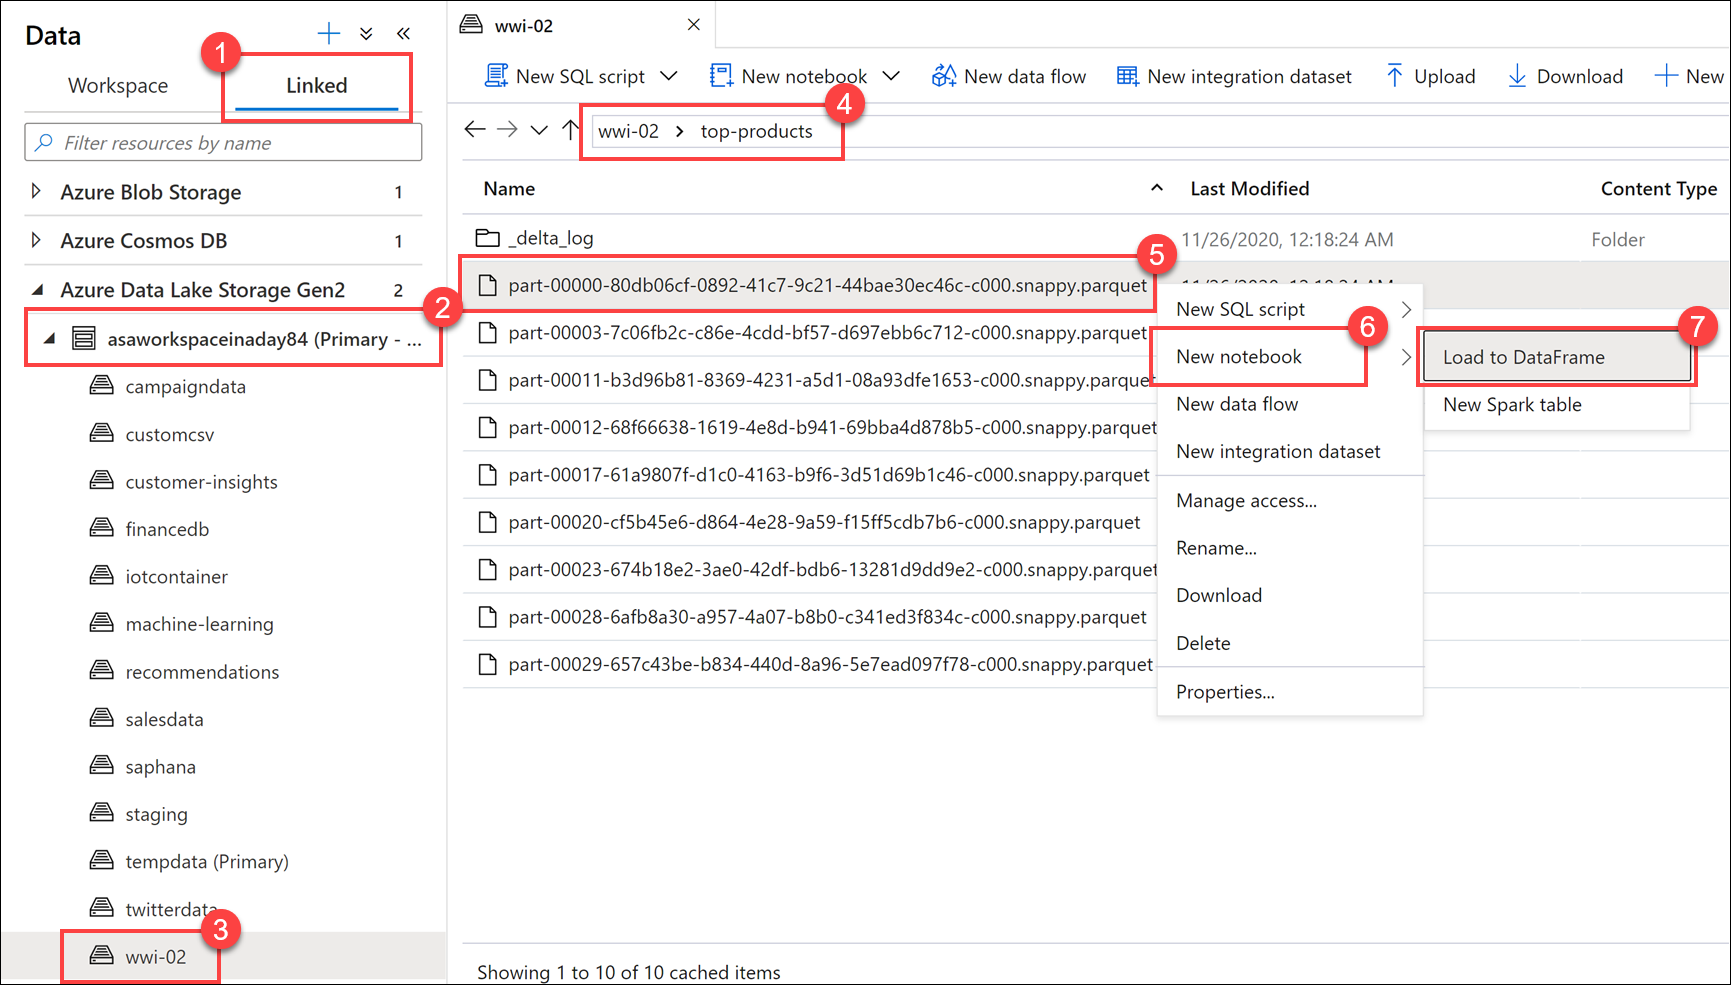 Data
1
Workspace
Linked
Filter resources by name
Azure Blob Storage 1
Azure Cosmos DB 1
Azure Data Lake Storage Gen2 2
2
asaworkspaceinaday84 (Primary - ...
campaigndata
customcsv
customer-insights
financedb
iotcontainer
machine-learning
recommendations
salesdata
saphana
staging
tempdata (Primary)
twitterdata
3
wwi-02
wwi-02
New SQL script
New notebook
New data flow
New integration dataset
Upload
Download
New
4
wwi-02 > top-products
Name Last Modified Content Type
_delta_log 11/26/2020, 12:18:24 AM Folder
5
part-00000-80db06cf-0892-41c7-9c21-44bae30ec46c-c000.snappy.parquet
part-00003-7c06fb2c-c86e-4cdd-bf57-d697ebb6c712-c000.snappy.parquet
part-00011-b3d96b81-8369-4231-a5d1-08a93dfe1653-c000.snappy.parquet
part-00012-68f66638-1619-4e8d-b941-69bba4d878b5-c000.snappy.parquet
part-00017-61a9807f-d1c0-4163-b9f6-3d51d69b1c46-c000.snappy.parquet
part-00020-cf5b45e6-d864-4e28-9a59-f15ff5cdb7b6-c000.snappy.parquet
part-00023-674b18e2-3ae0-42df-bdb6-13281d9dd9e2-c000.snappy.parquet
part-00028-6afb8a30-a957-4a07-b8b0-c341ed3f834c-c000.snappy.parquet
part-00029-657c43be-b834-440d-8a96-5e7ead097f78-c000.snappy.parquet
New SQL script
6
New notebook
New data flow
New integration dataset
Manage access...
Rename...
Download
Delete
Properties...
7
Load to DataFrame
New Spark table
Showing 1 to 10 of 10 cached items